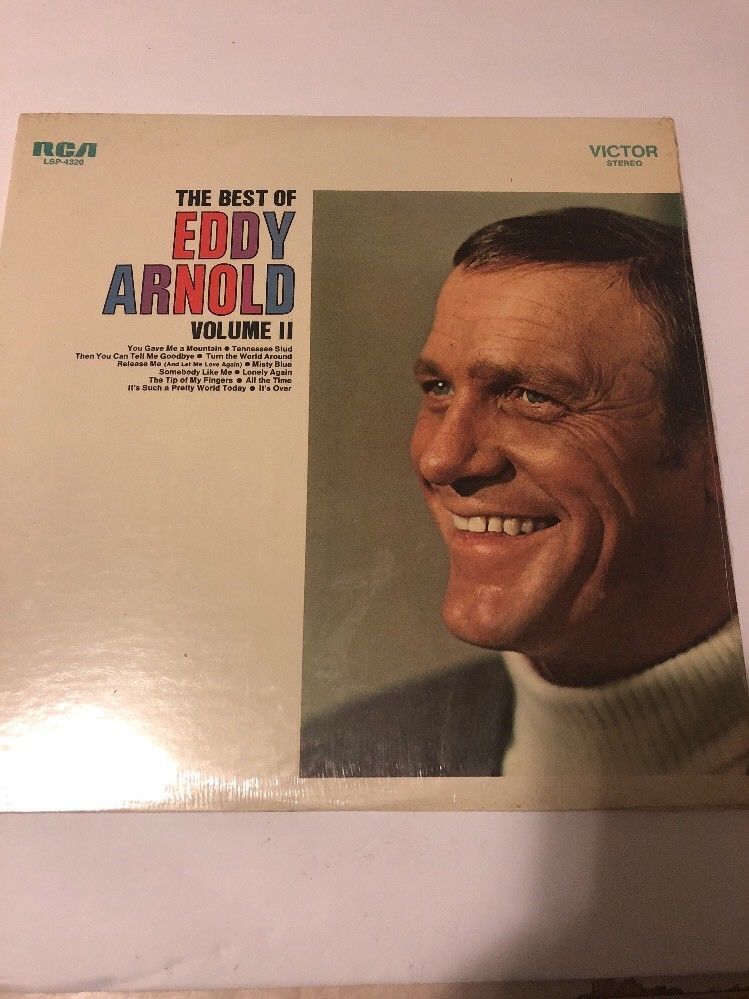 RCA
LSP-4320
VICTOR
STEREO
THE BEST OF
EDDY
ARNOLD
VOLUME II
You Gave Me a Mountain • Tennessee Stud
Then You Can Tell Me Goodbye • Turn the World Around
Release Me (And Let Me Love Again) • Misty Blue
Somebody Like Me • Lonely Again
The Tip of My Fingers • All the Time
It's Such a Pretty World Today • It's Over